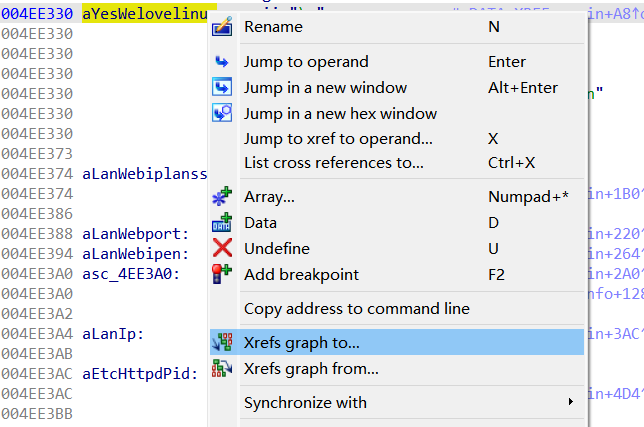 004EE330 aYesWelovelinu # DATA XREF: in+A8↑o
Rename N
004EE330
004EE330 Jump to operand Enter
004EE330 Jump in a new window Alt+Enter
004EE330 Jump in a new hex window
004EE330 Jump to xref to operand... X
004EE373 List cross references to... Ctrl+X
004EE374 aLanWebiplanss
004EE374 Array... Numpad+* in+1B0↑
004EE386 Data D
004EE388 aLanWebport: in+220↑
004EE394 aLanWebipen: Undefine U in+264↑
004EE3A0 asc_4EE3A0: Add breakpoint F2 in+2A0↑
004EE3A0 nfo+128
004EE3A2 Copy address to command line
004EE3A4 aLanIp: Xrefs graph to... in+3AC↑
004EE3AB
004EE3AC aEtcHttpdPid: Xrefs graph from...
004EE3AC in+4D4↑
004EE3BB Synchronize with